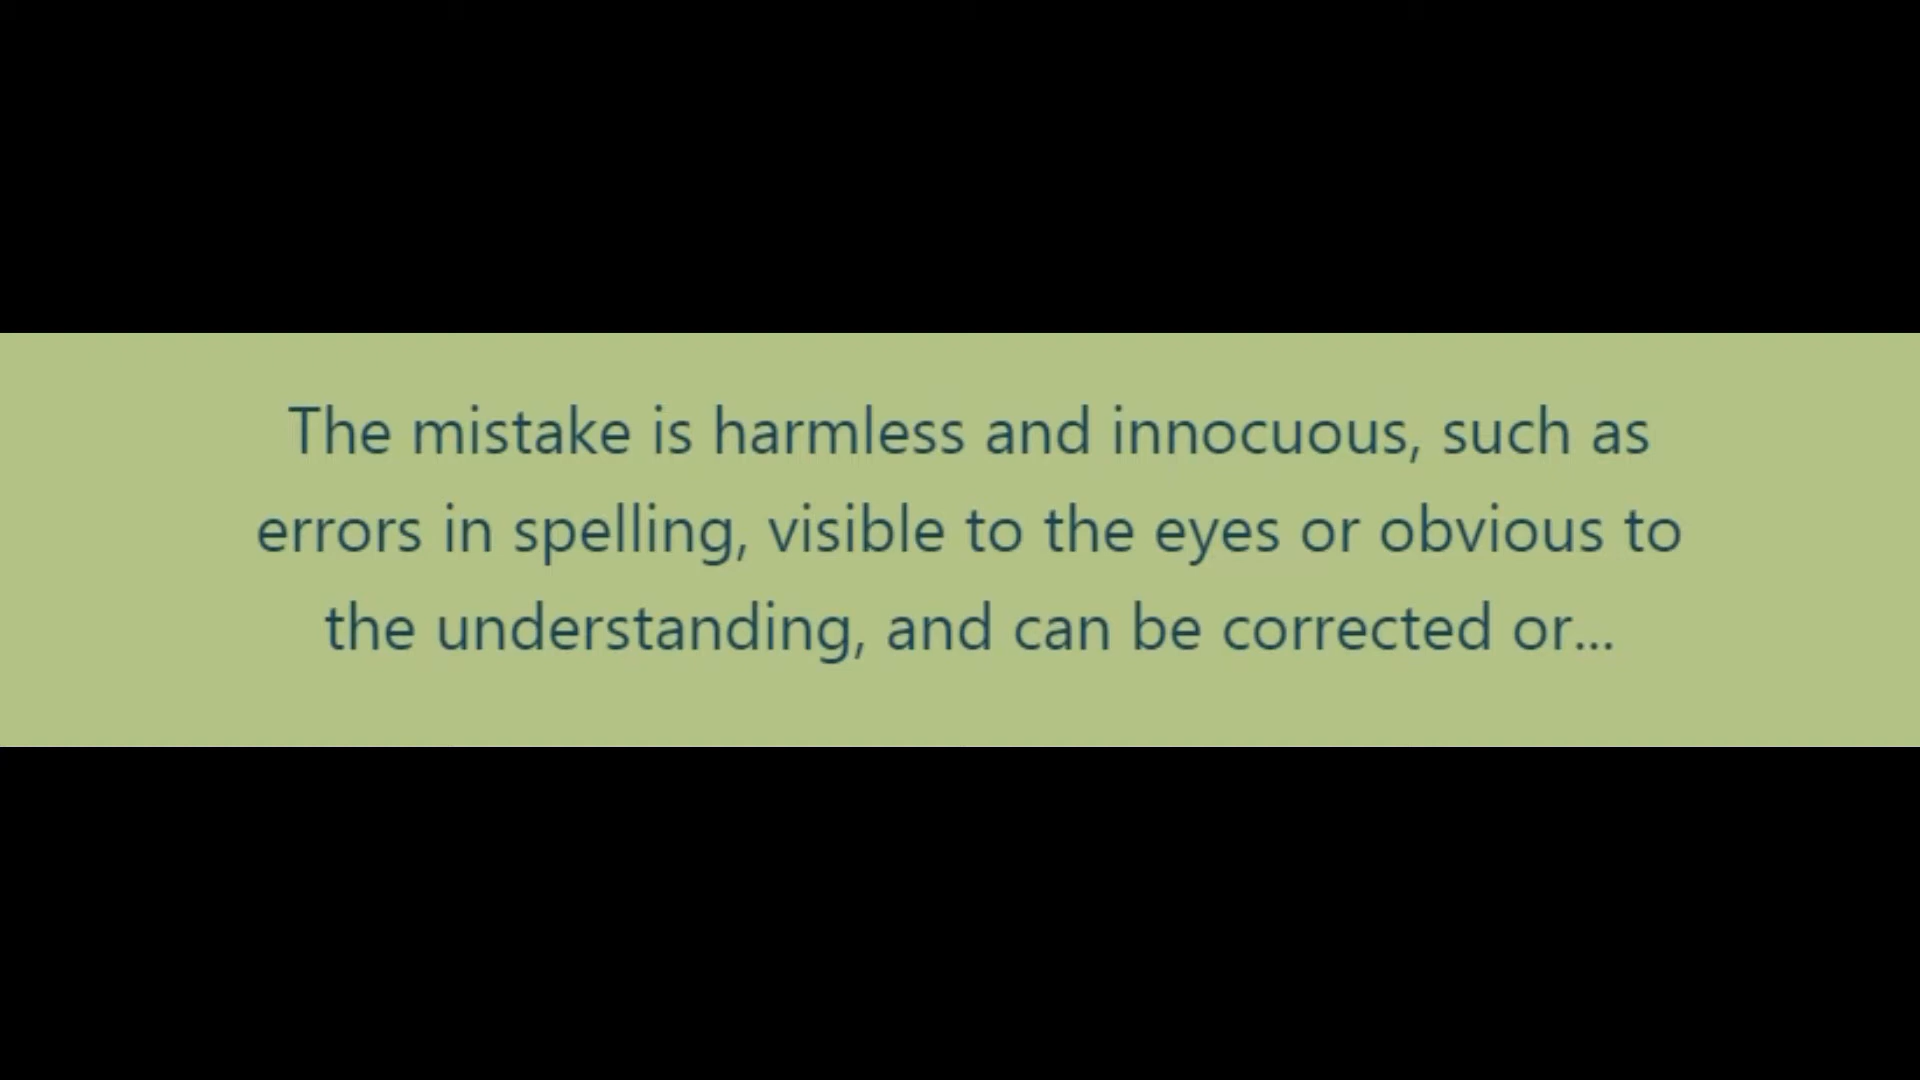 The mistake is harmless and innocuous, such as
errors in spelling, visible to the eyes or obvious to
the understanding, and can be corrected or...